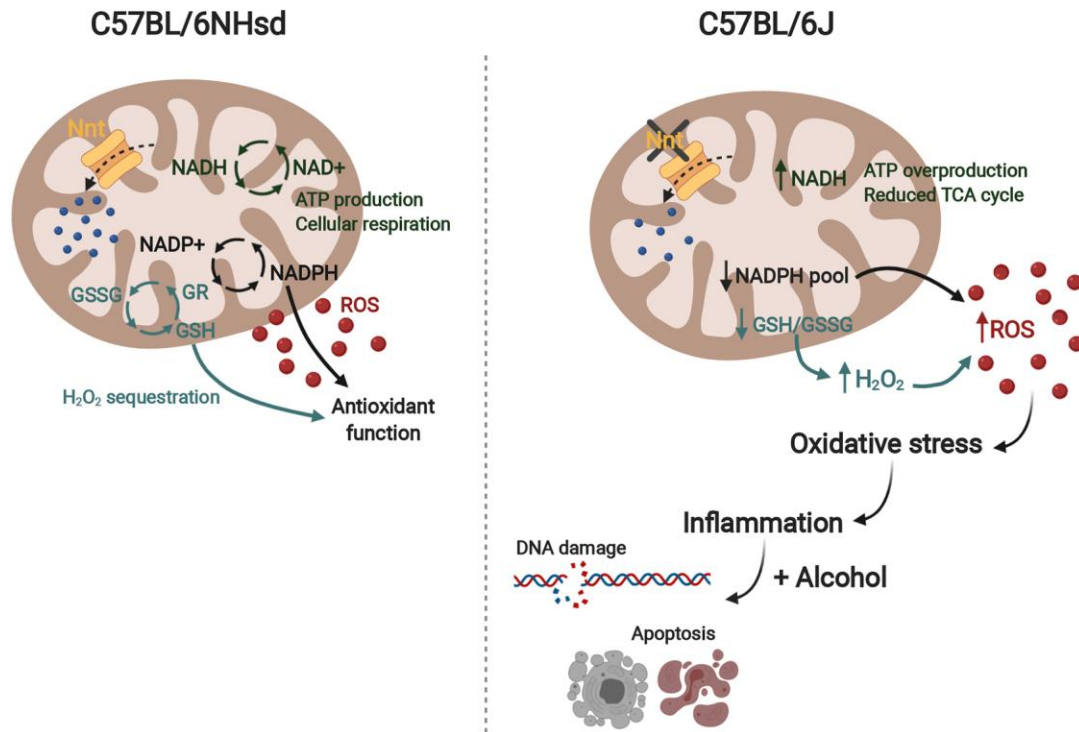 C57BL/6NHsd
Nnt
NADH
NAD+
ATP production
Cellular respiration
NADP+
NADPH
GSSG
GR
GSH
ROS
H₂O₂ sequestration
Antioxidant
function
C57BL/6J
Nnt
↑ NADH
ATP overproduction
Reduced TCA cycle
↓ NADPH pool
↓ GSH/GSSG
↑ H₂O₂
↑ROS
Oxidative stress
Inflammation
+ Alcohol
DNA damage
Apoptosis